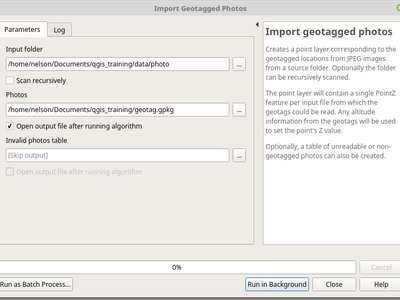 Import Geotagged Photos
Parameters
Log
Input folder
/home/nelson/Documents/qgis_training/data/photo
...
Scan recursively
Photos
/home/nelson/Documents/qgis_training/geotag.gpkg
...
Open output file after running algorithm
Invalid photos table
[Skip output]
...
Open output file after running algorithm
Import geotagged photos
Creates a point layer corresponding to the
geotagged locations from JPEG images
from a source folder. Optionally the folder
can be recursively scanned.
The point layer will contain a single PointZ
feature per input file from which the
geotags could be read. Any altitude
information from the geotags will be used
to set the point's Z value.
Optionally, a table of unreadable or non-
geotagged photos can also be created.
0%
Cancel
Run as Batch Process...
Run in Background
Close
Help